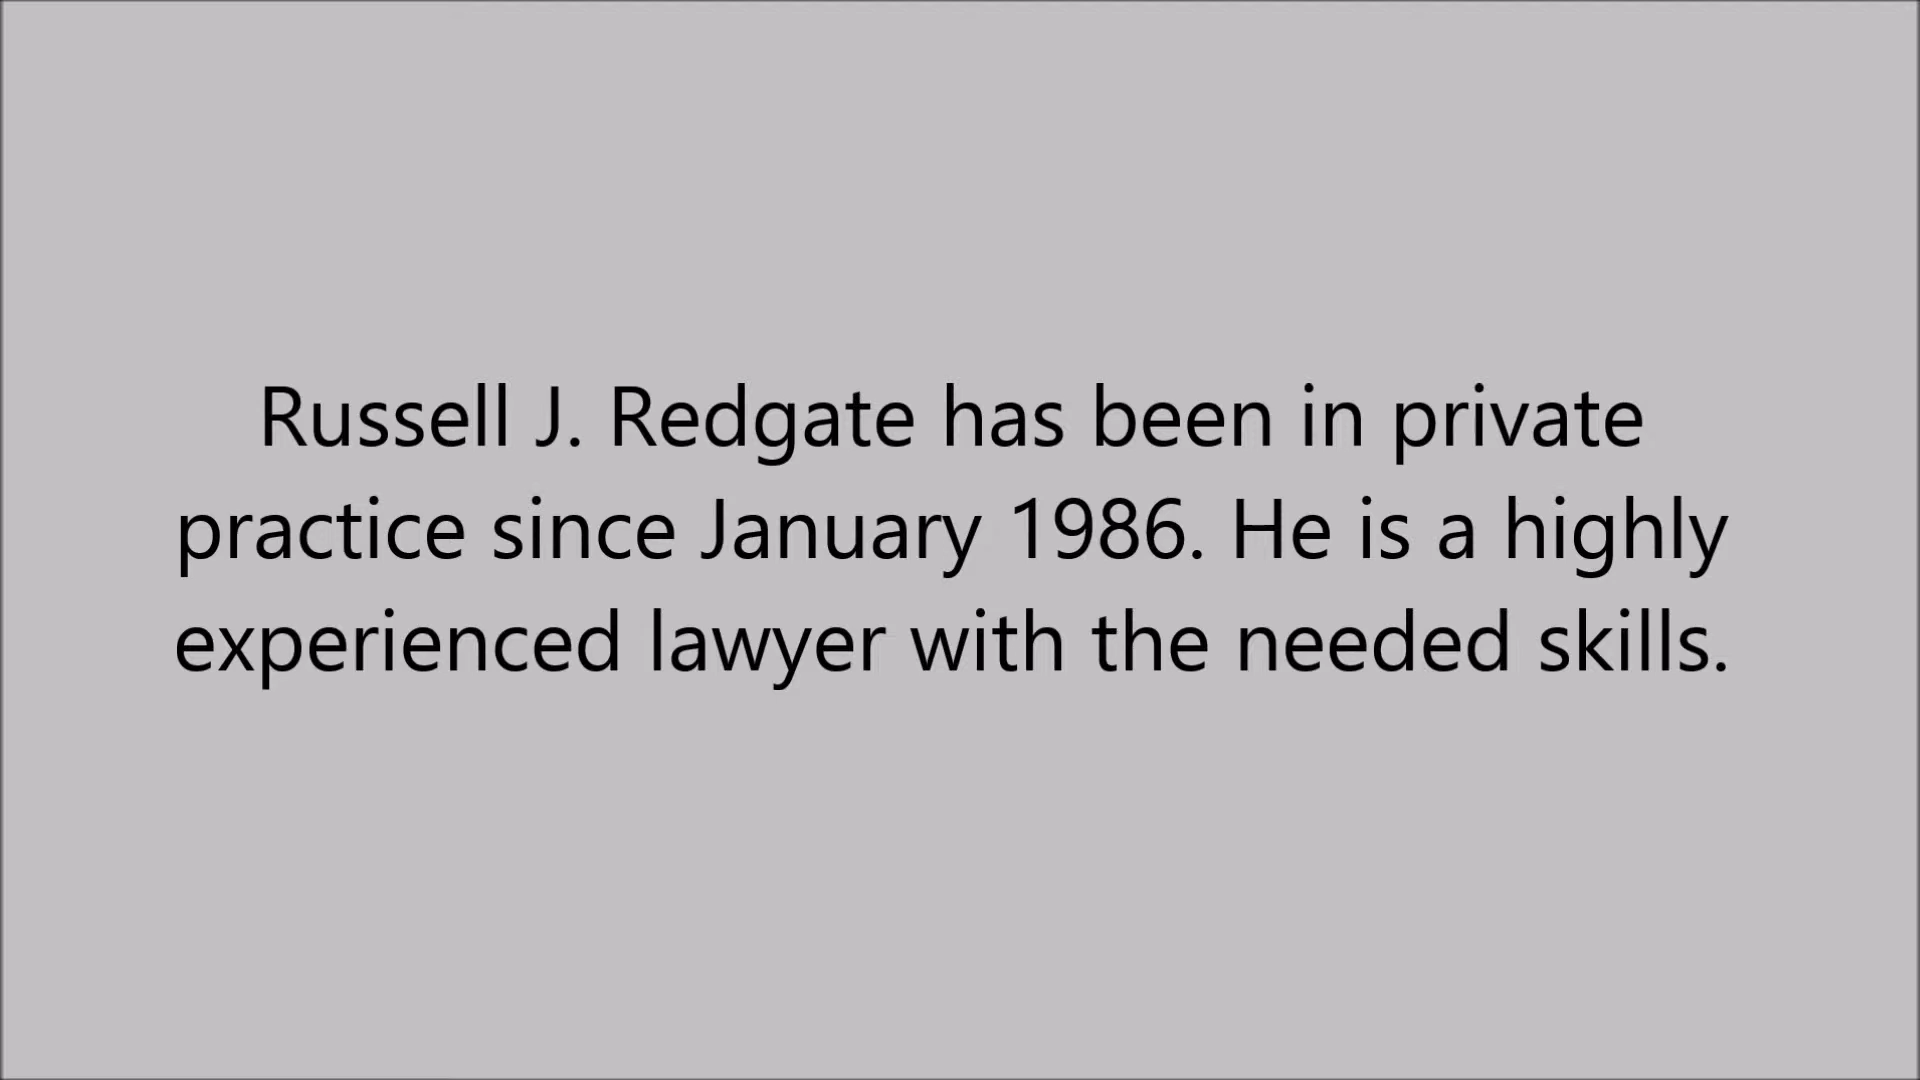 Russell J. Redgate has been in private
practice since January 1986. He is a highly
experienced lawyer with the needed skills.